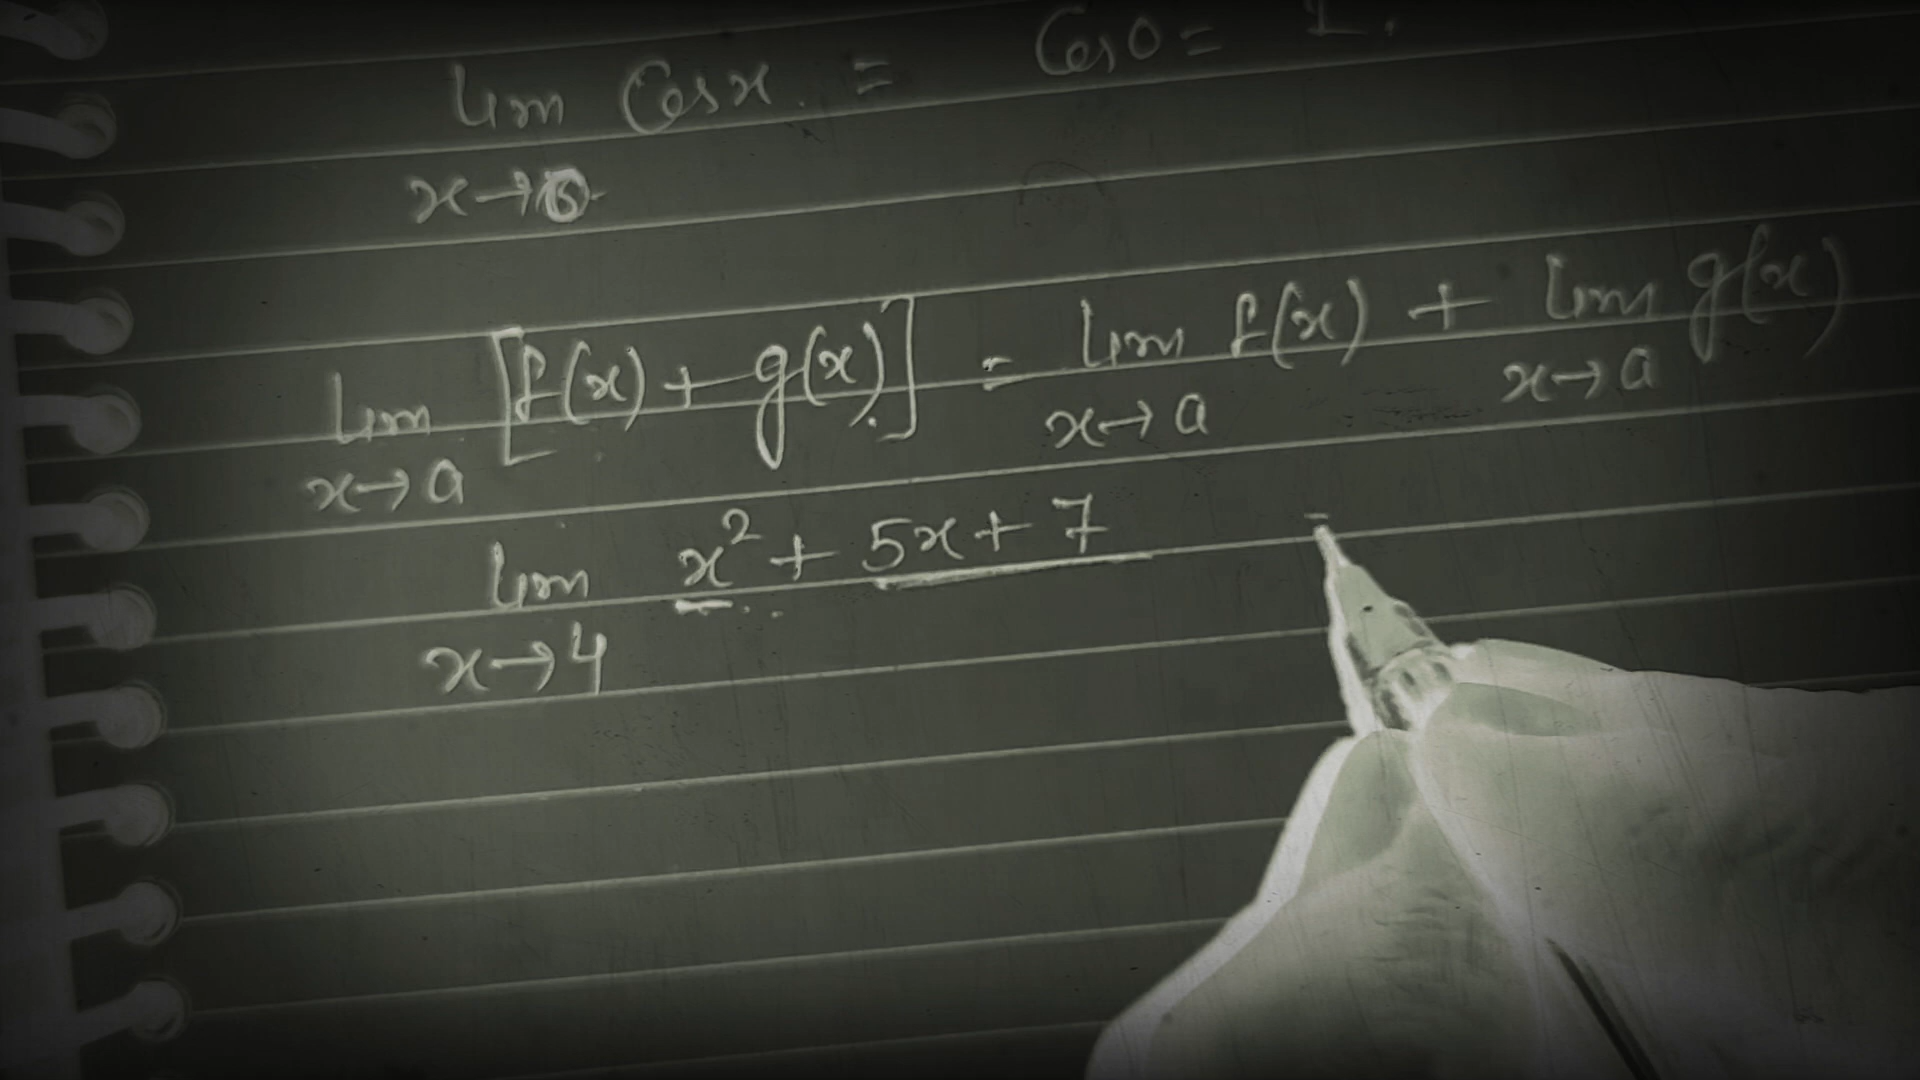 lim Cos x = Cos 0 = 1.
x→0
lim [f(x) + g(x)] = lim f(x) + lim g(x)
x→a x→a x→a
lim x² + 5x + 7
x→4